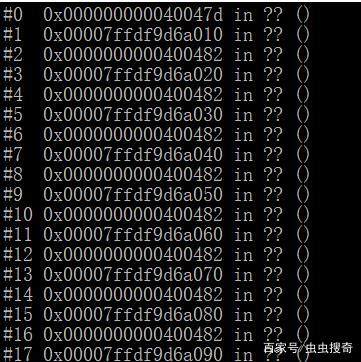 #0  0x000000000040047d in ?? ()
#1  0x00007ffdf9d6a010 in ?? ()
#2  0x0000000000400482 in ?? ()
#3  0x00007ffdf9d6a020 in ?? ()
#4  0x0000000000400482 in ?? ()
#5  0x00007ffdf9d6a030 in ?? ()
#6  0x0000000000400482 in ?? ()
#7  0x00007ffdf9d6a040 in ?? ()
#8  0x0000000000400482 in ?? ()
#9  0x00007ffdf9d6a050 in ?? ()
#10 0x0000000000400482 in ?? ()
#11 0x00007ffdf9d6a060 in ?? ()
#12 0x0000000000400482 in ?? ()
#13 0x00007ffdf9d6a070 in ?? ()
#14 0x0000000000400482 in ?? ()
#15 0x00007ffdf9d6a080 in ?? ()
#16 0x0000000000400482 in ?? ()
#17 0x00007ffdf9d6a090 in ?? ()
百家号/虫虫搜奇